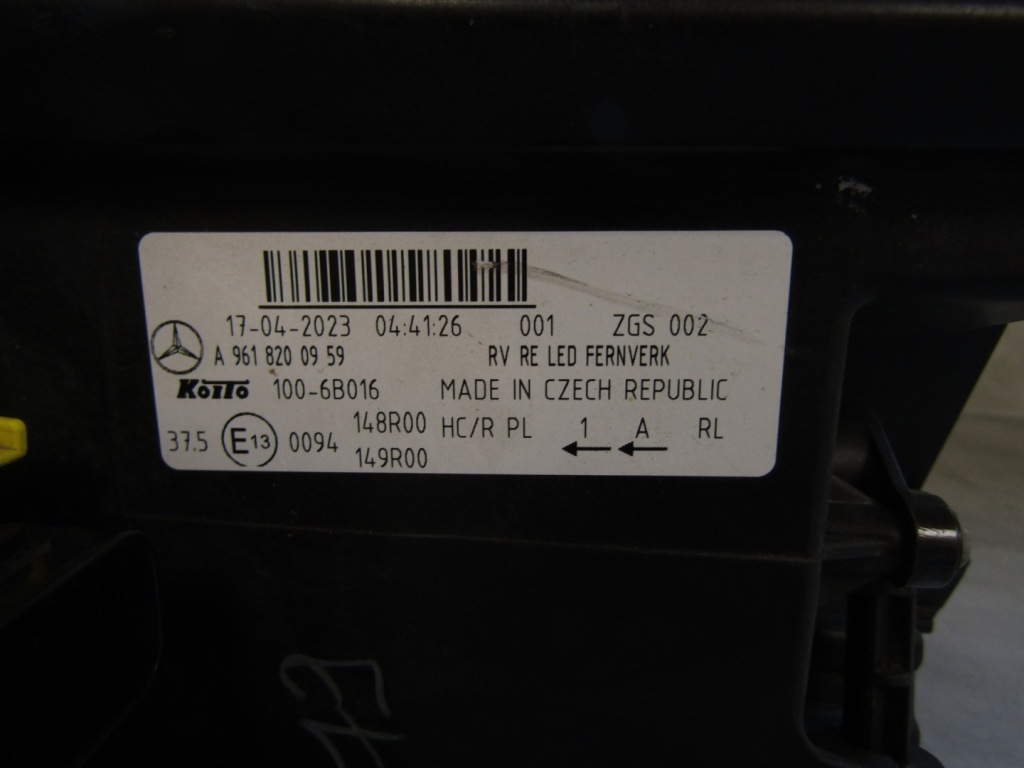 17-04-2023 04:41:26 001 ZGS 002
A 961 820 09 59 RV RE LED FERNVERK
KOITO 100-6B016 MADE IN CZECH REPUBLIC
37.5 E13 0094 148R00 HC/R PL 1 A RL
149R00